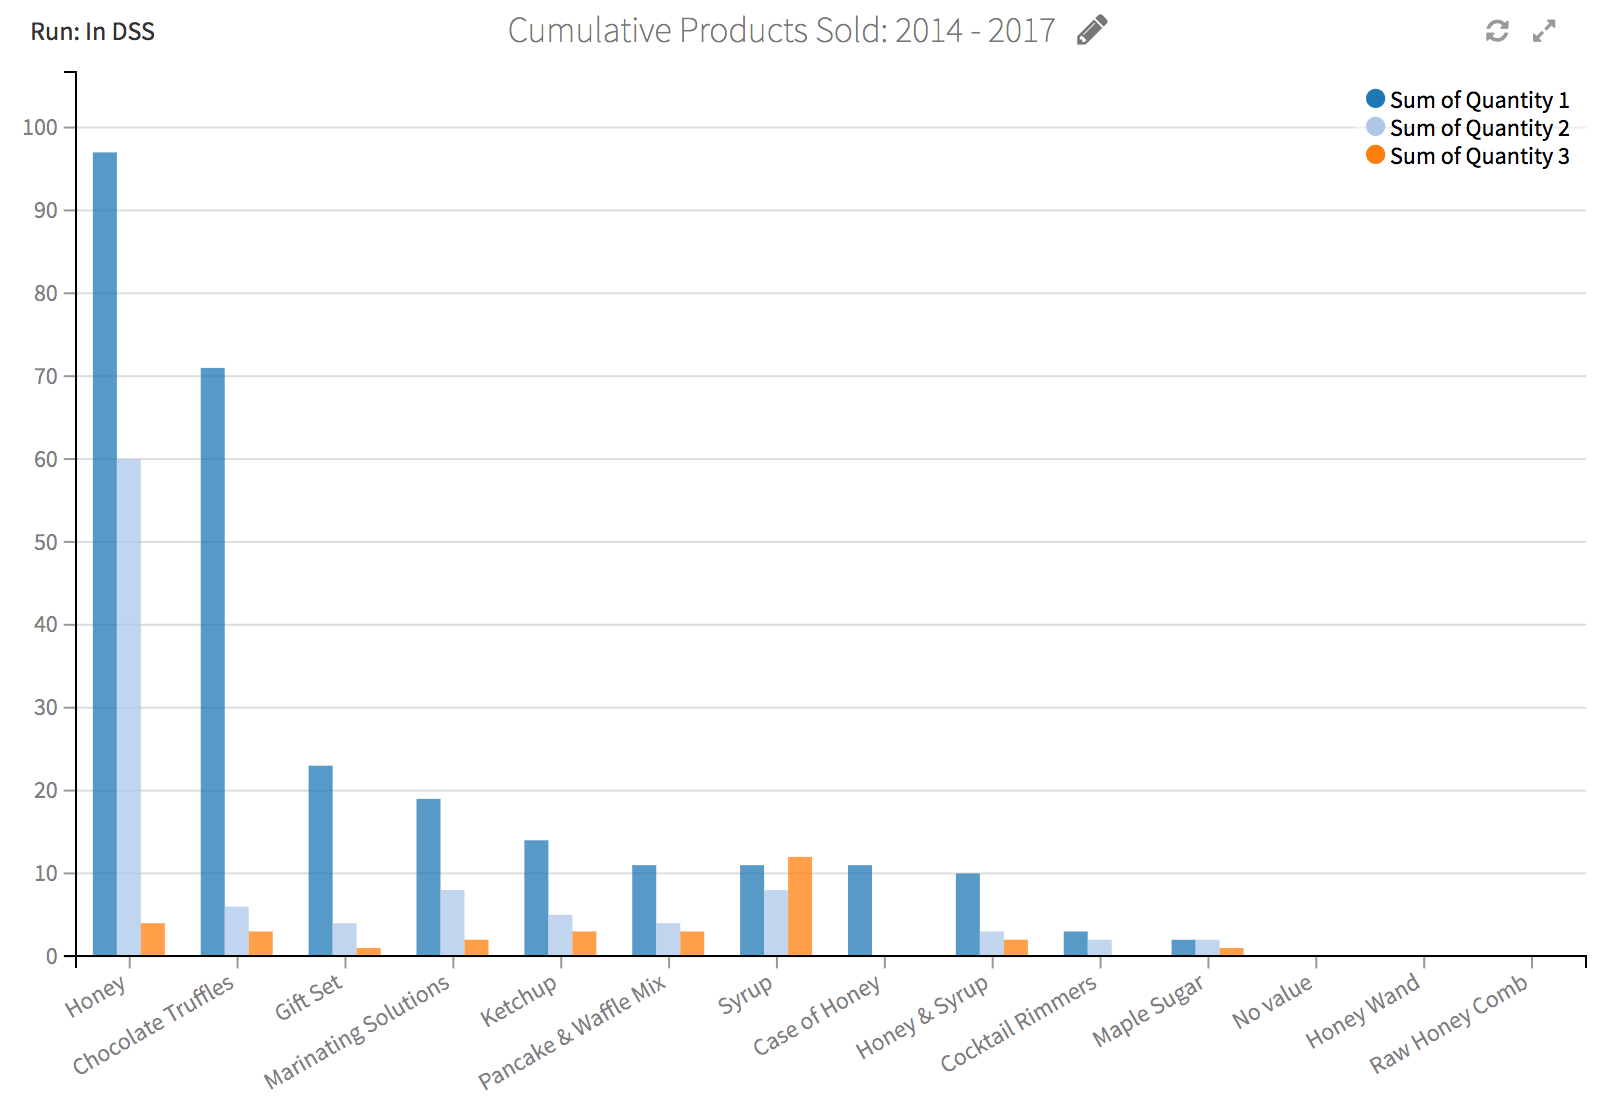 Run: In DSS
Cumulative Products Sold: 2014 - 2017
Sum of Quantity 1
Sum of Quantity 2
Sum of Quantity 3
100
90
80
70
60
50
40
30
20
10
0
Honey
Chocolate Truffles
Gift Set
Marinating Solutions
Ketchup
Pancake & Waffle Mix
Syrup
Case of Honey
Honey & Syrup
Cocktail Rimmers
Maple Sugar
No value
Honey Wand
Raw Honey Comb